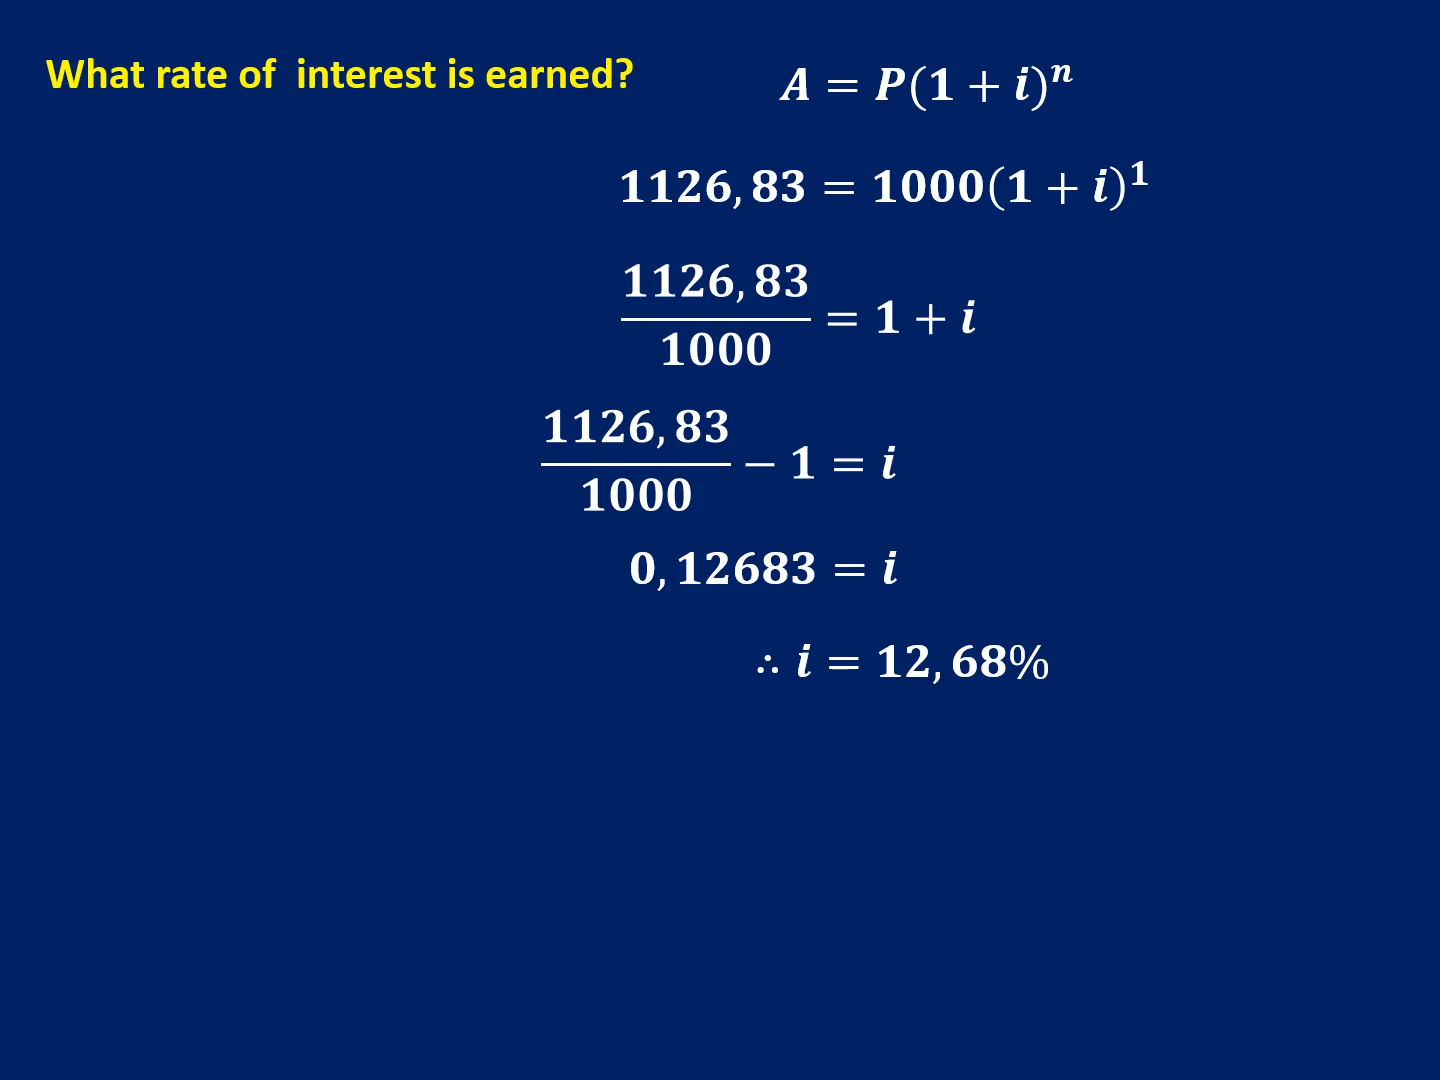 What rate of  interest is earned?
A = P(1 + i)^n
1126,83 = 1000(1 + i)^1
1126,83/1000 = 1 + i
1126,83/1000 − 1 = i
0,12683 = i
∴ i = 12,68%